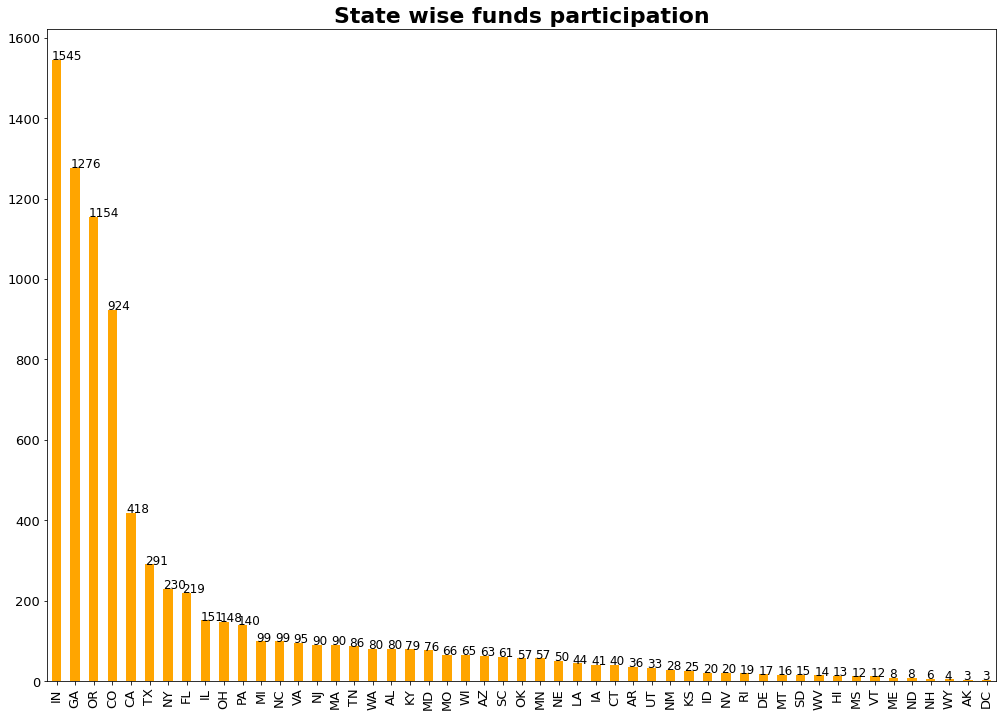 State wise funds participation
1600
1400
1200
1000
800
600
400
200
0
1545
1276
1154
924
418
291
230
219
151
148
140
99
99
95
90
90
86
80
80
79
76
66
65
63
61
57
57
50
44
41
40
36
33
28
25
20
20
19
17
16
15
14
13
12
12
8
8
6
4
3
3
IN
GA
OR
CO
CA
TX
NY
FL
IL
OH
PA
MI
NC
VA
NJ
MA
TN
WA
AL
KY
MD
MO
WI
AZ
SC
OK
MN
NE
LA
IA
CT
AR
UT
NM
KS
ID
NV
RI
DE
MT
SD
WV
HI
MS
VT
ME
ND
NH
WY
AK
DC